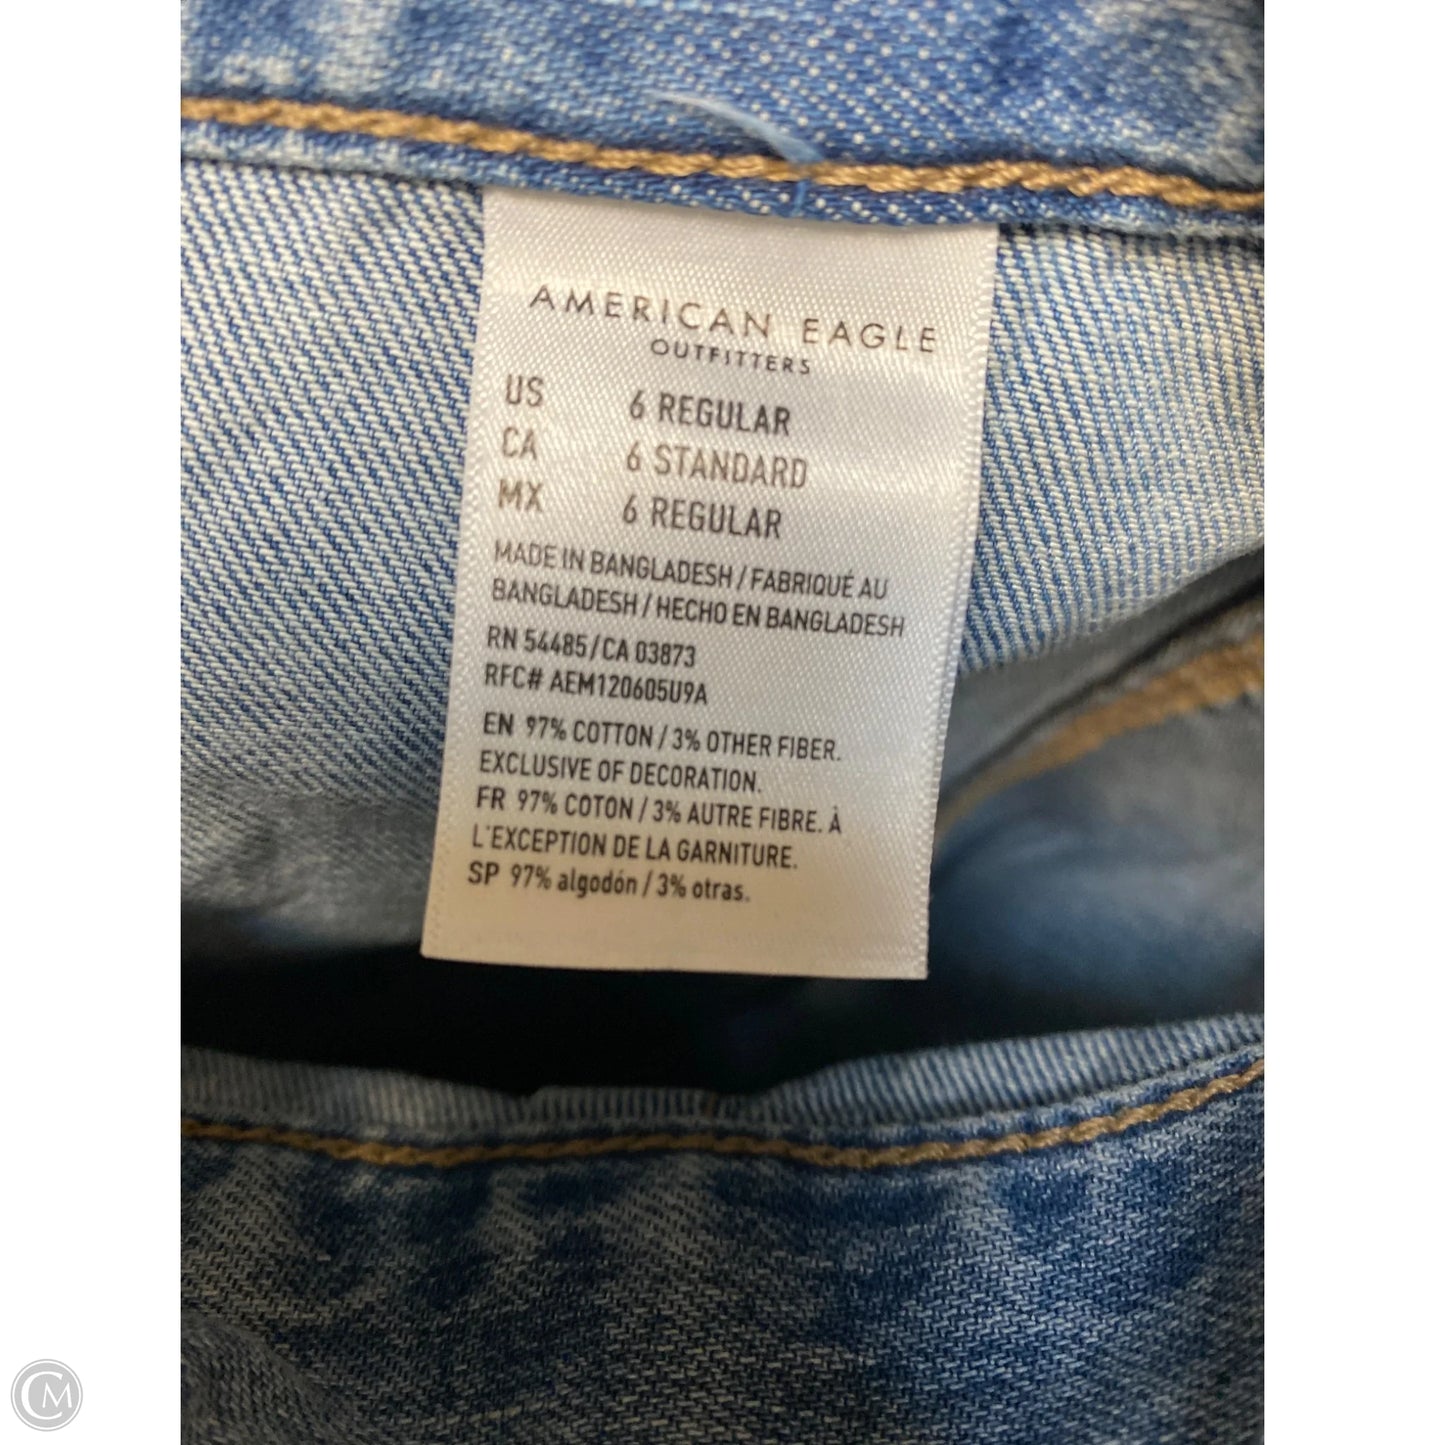 AMERICAN EAGLE
OUTFITTERS
US 6 REGULAR
CA 6 STANDARD
MX 6 REGULAR
MADE IN BANGLADESH / FABRIQUÉ AU
BANGLADESH / HECHO EN BANGLADESH
RN 54485 / CA 03873
RFC# AEM120605U9A
EN 97% COTTON / 3% OTHER FIBER.
EXCLUSIVE OF DECORATION.
FR 97% COTON / 3% AUTRE FIBRE. À
L'EXCEPTION DE LA GARNITURE.
SP 97% algodón / 3% otras.
CM